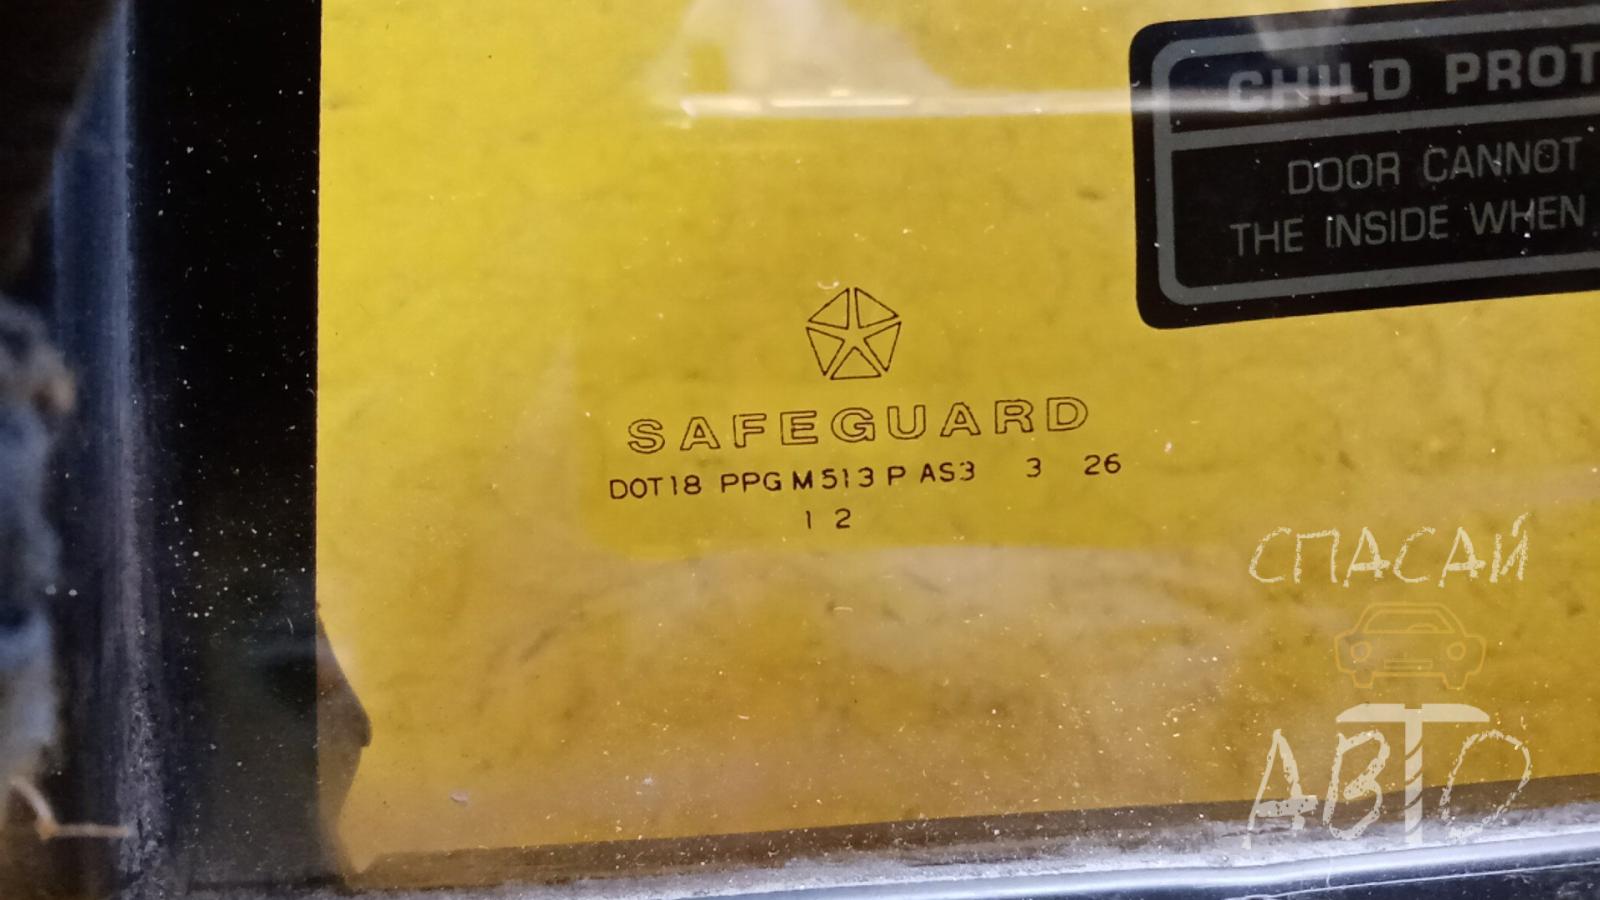 CHILD PROT
DOOR CANNOT
THE INSIDE WHEN
SAFEGUARD
DOT18 PPG M513 P AS3 3 26
1 2
СПАСАЙ
АВТО